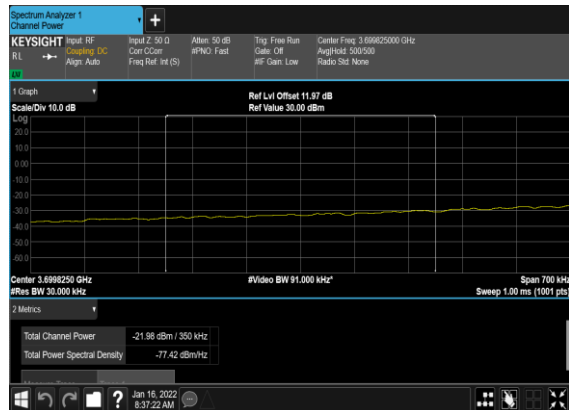 Spectrum Analyzer 1
Channel Power
+
KEYSIGHT Input: RF Input Z: 50 Ω Atten: 50 dB Trig: Free Run Center Freq: 3.699825000 GHz
Coupling: DC Corr CCorr #PNO: Fast Gate: Off Avg|Hold: 500/500
RL Align: Auto Freq Ref: Int (S) #IF Gain: Low Radio Std: None
1 Graph Ref Lvl Offset 11.97 dB
Scale/Div 10.0 dB Ref Value 30.00 dBm
Log
20.0
10.0
0.00
-10.0
-20.0
-30.0
-40.0
-50.0
-60.0
Center 3.6998250 GHz #Video BW 91.000 kHz* Span 700 kHz
#Res BW 30.000 kHz Sweep 1.00 ms (1001 pts)
2 Metrics
Total Channel Power -21.98 dBm / 350 kHz
Total Power Spectral Density -77.42 dBm/Hz
? Jan 16, 2022
8:37:22 AM